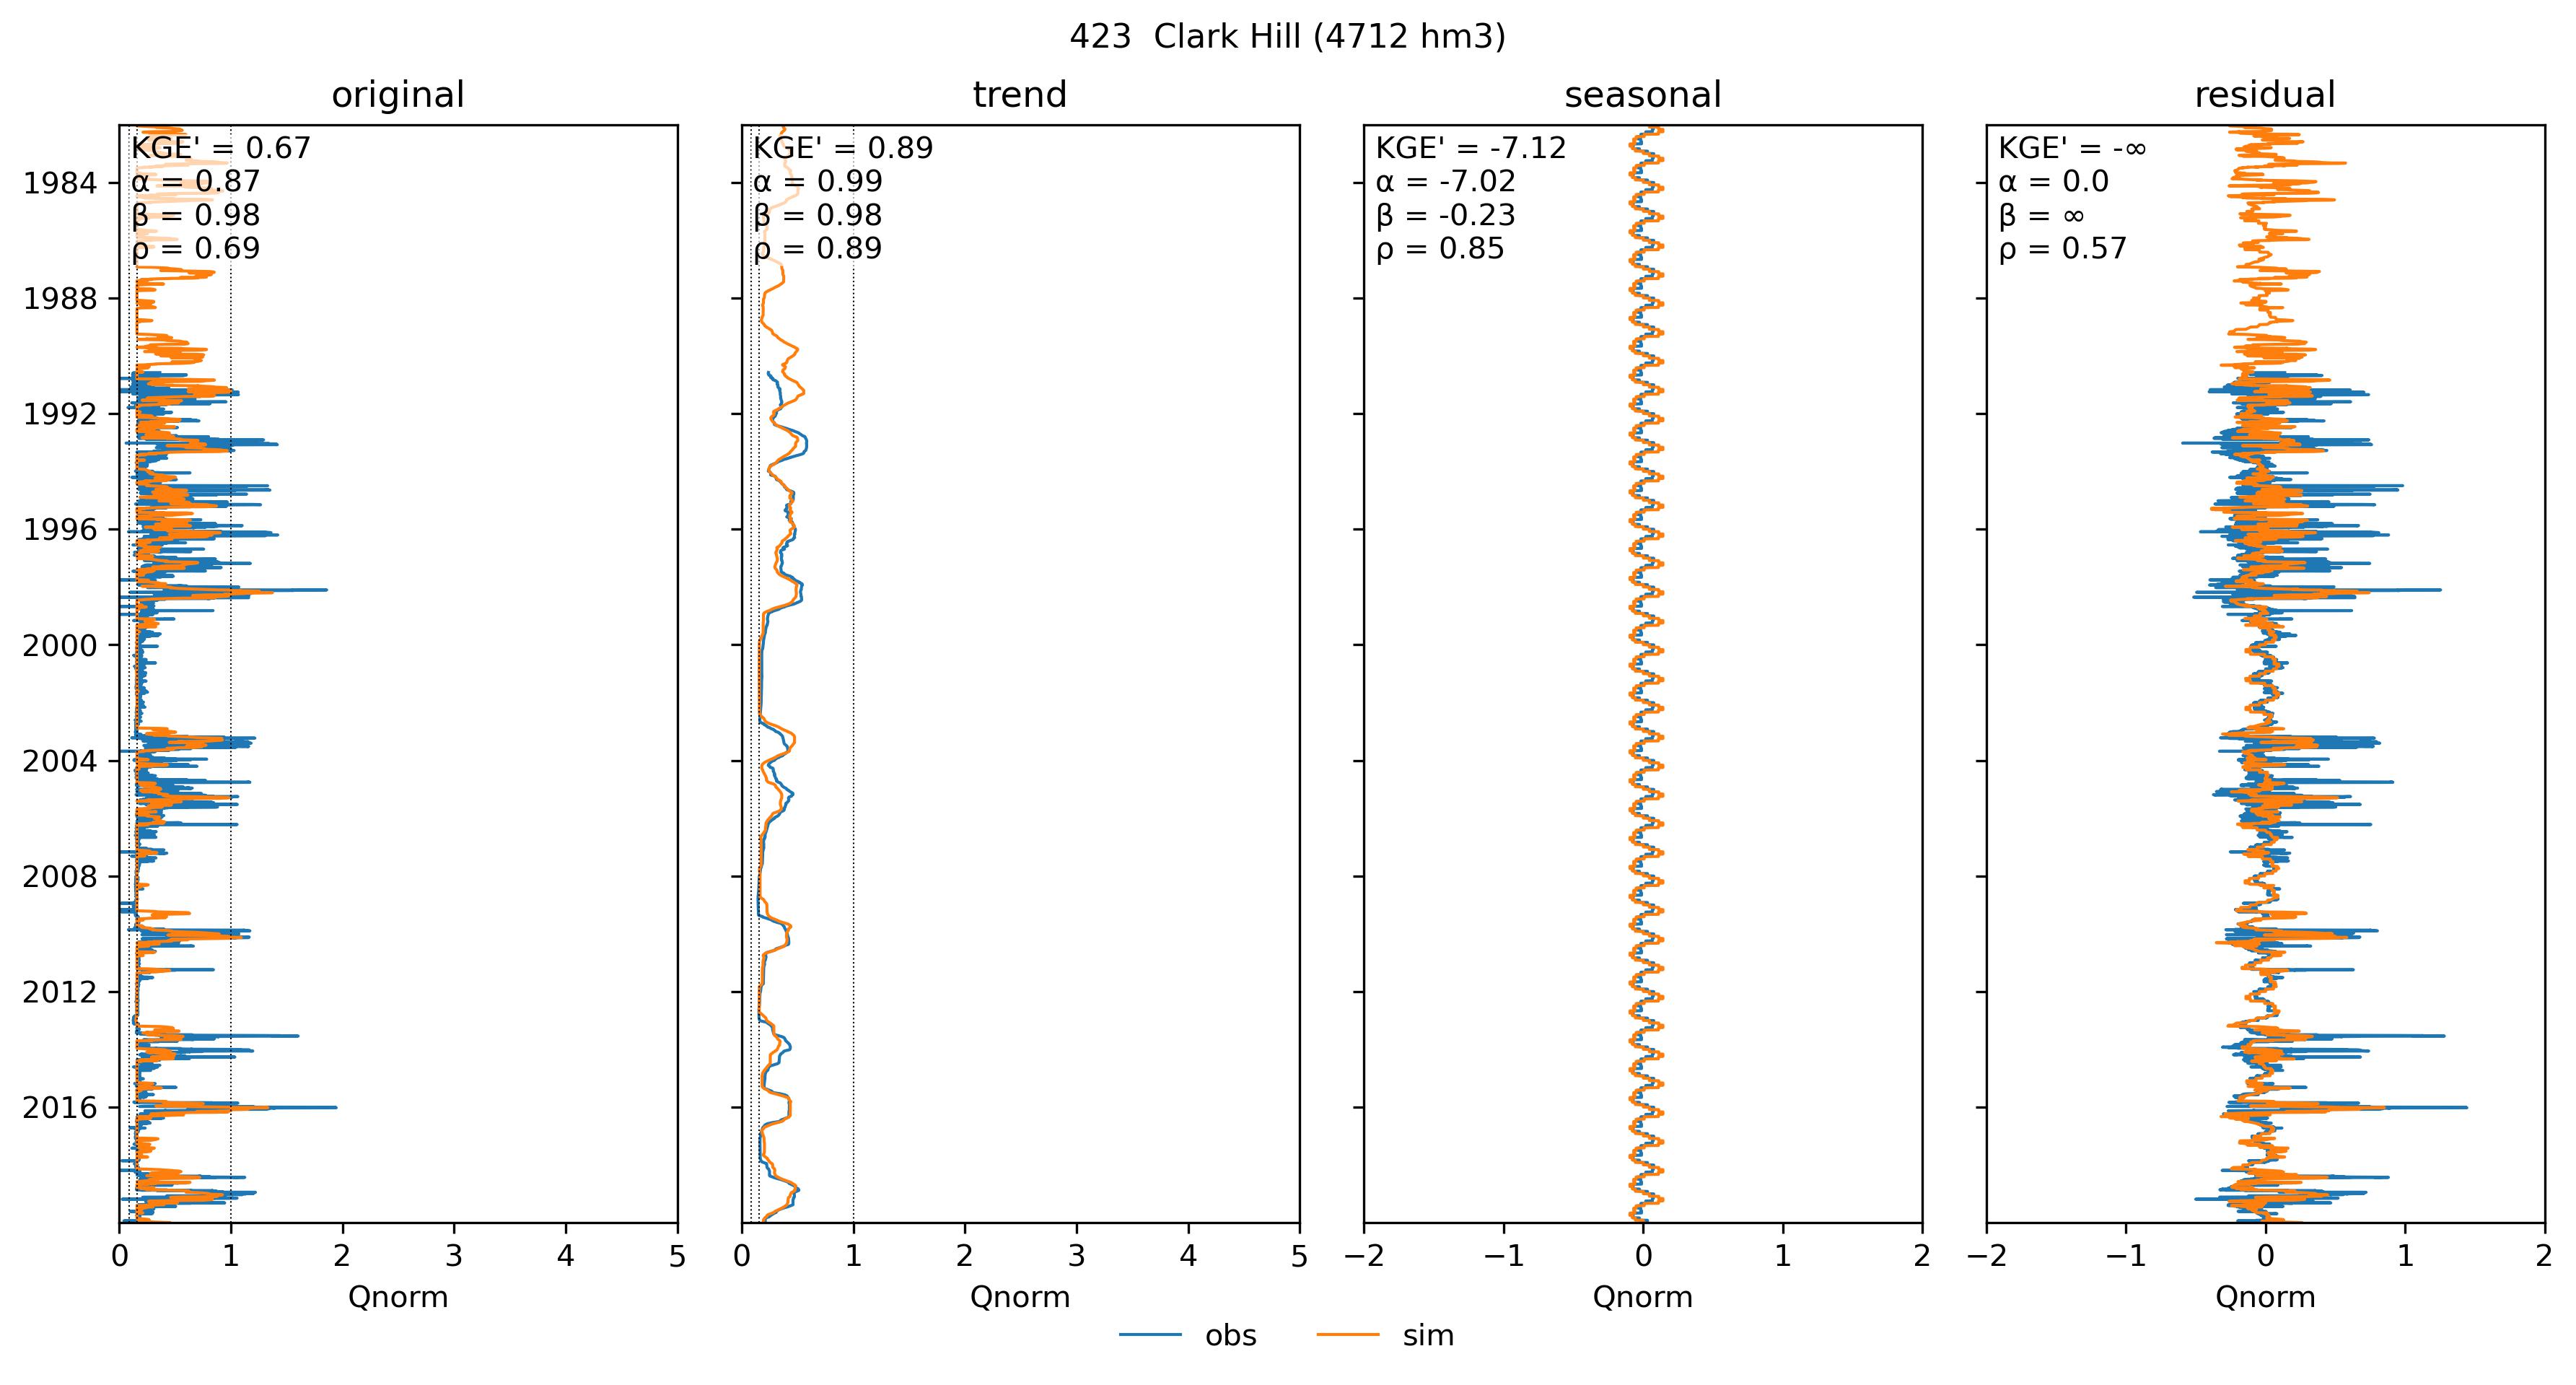 423  Clark Hill (4712 hm3)
original
trend
seasonal
residual
KGE' = 0.67
α = 0.87
β = 0.98
ρ = 0.69
KGE' = 0.89
α = 0.99
β = 0.98
ρ = 0.89
KGE' = -7.12
α = -7.02
β = -0.23
ρ = 0.85
KGE' = -∞
α = 0.0
β = ∞
ρ = 0.57
1984
1988
1992
1996
2000
2004
2008
2012
2016
0 1 2 3 4 5
0 1 2 3 4 5
−2 −1 0 1 2
−2 −1 0 1 2
Qnorm
Qnorm
Qnorm
Qnorm
obs
sim